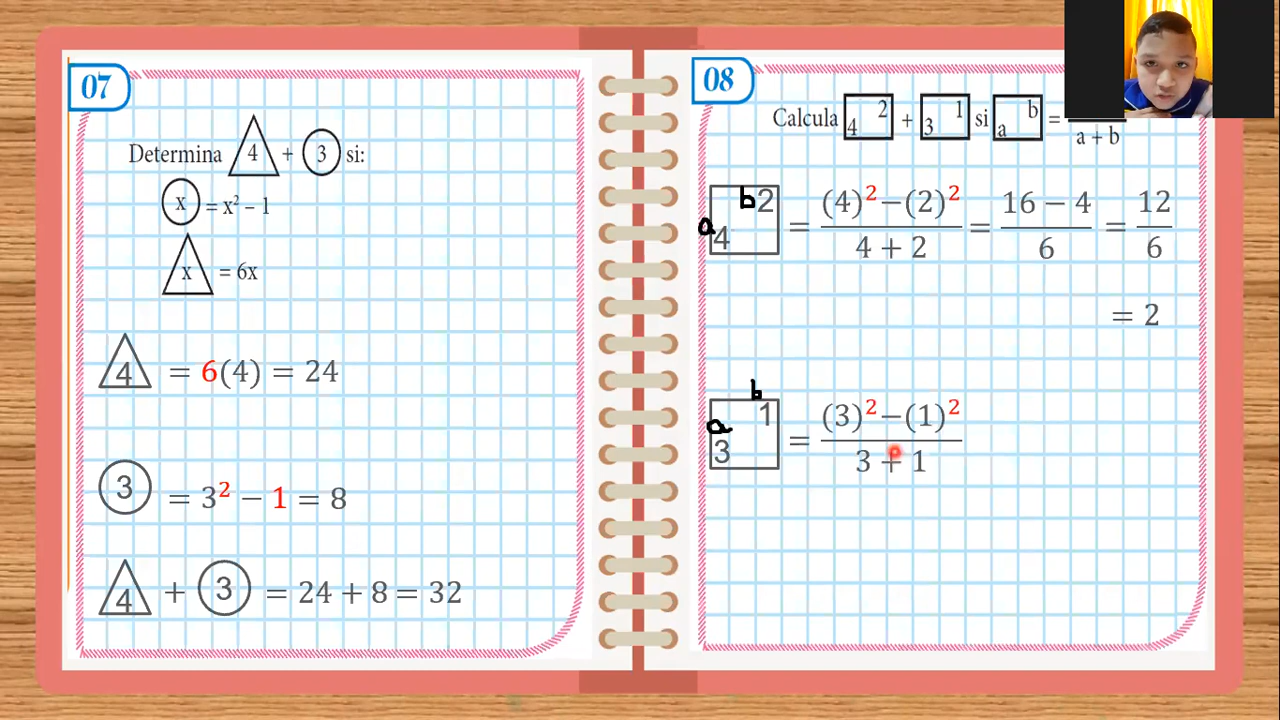 07
Determina 4 + 3 si:
x = x² – 1
x = 6x
4 = 6(4) = 24
3 = 3² − 1 = 8
4 + 3 = 24 + 8 = 32
08
Calcula 4 2 + 3 1 si a b = / a + b
a 4 b 2 = (4)² −(2)² / 4 + 2 = 16 − 4 / 6 = 12 / 6
= 2
a 3 b 1 = (3)² −(1)² / 3 + 1